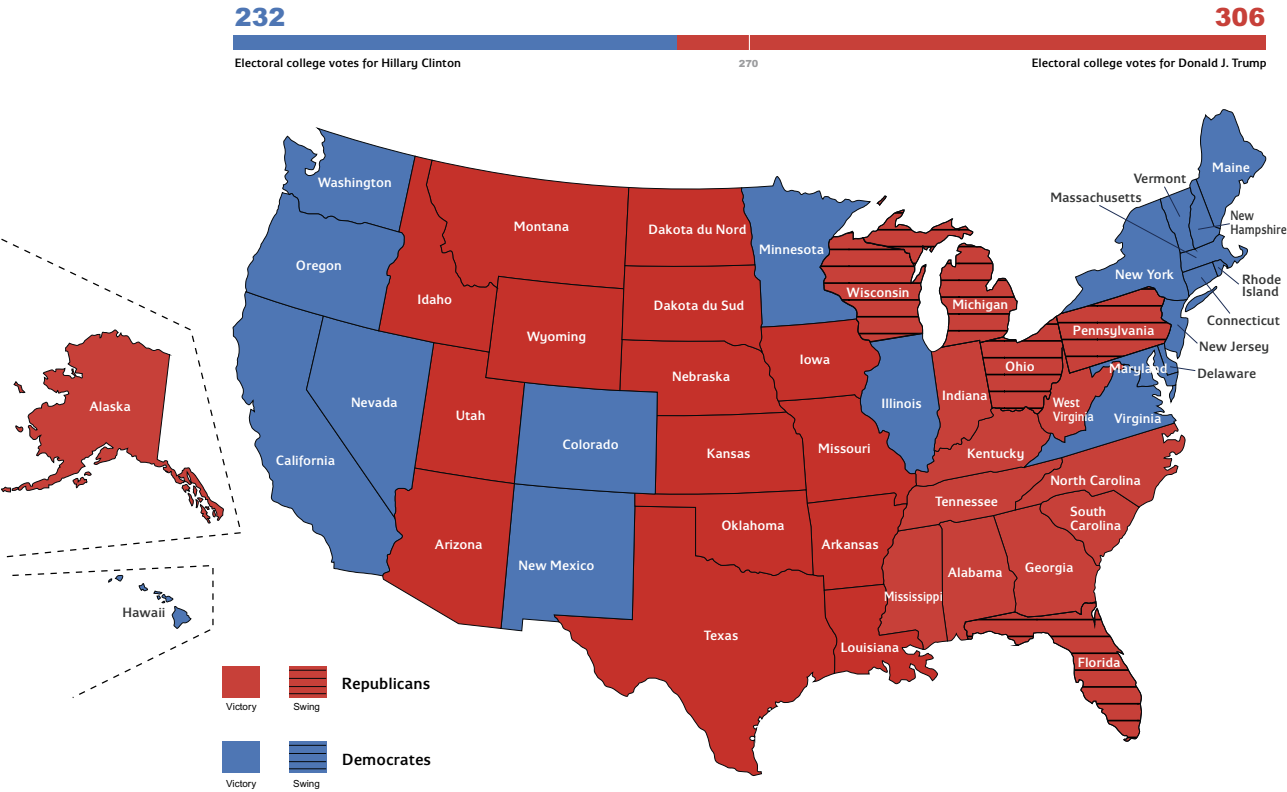 232
306
Electoral college votes for Hillary Clinton
270
Electoral college votes for Donald J. Trump
Maine
Vermont
Massachusetts
New
Hampshire
Washington
Montana
Dakota du Nord
Minnesota
Oregon
New York
Rhode
Island
Idaho
Dakota du Sud
Wisconsin
Michigan
Connecticut
Wyoming
Pennsylvania
New Jersey
Iowa
Ohio
Maryland
Delaware
Nebraska
Alaska
Nevada
Utah
Illinois
Indiana
West
Virginia
Virginia
Colorado
Kansas
Missouri
Kentucky
California
North Carolina
Tennessee
South
Carolina
Oklahoma
Arizona
Arkansas
New Mexico
Alabama
Georgia
Mississippi
Hawaii
Texas
Louisiana
Florida
Republicans
Victory
Swing
Democrates
Victory
Swing